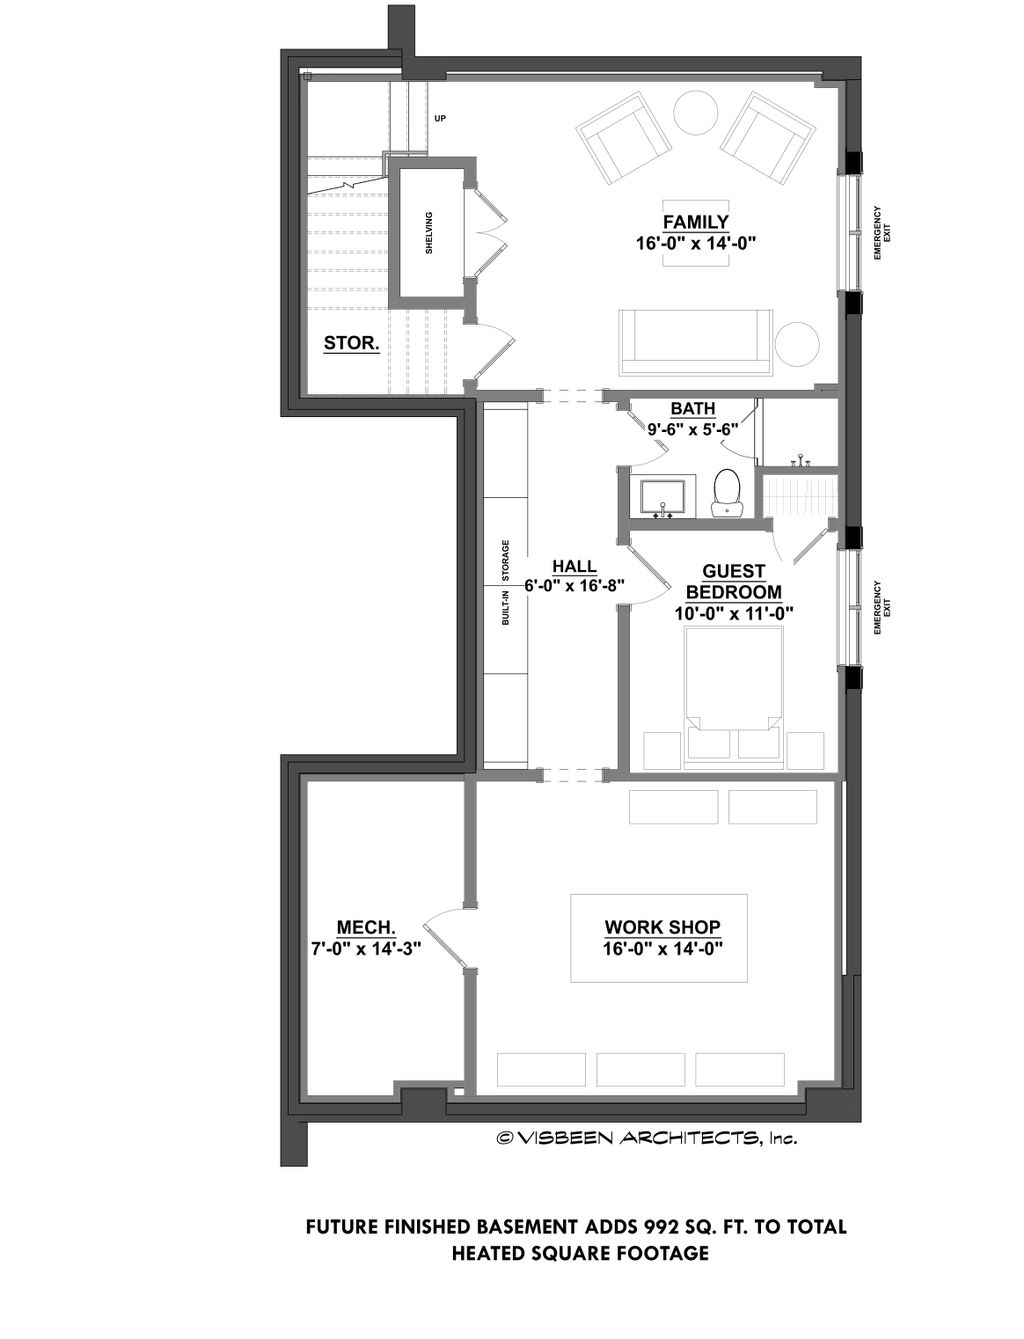 UP
SHELVING
FAMILY
16'-0" x 14'-0"
EMERGENCY
EXIT
STOR.
BATH
9'-6" x 5'-6"
BUILT-IN STORAGE
HALL
6'-0" x 16'-8"
GUEST
BEDROOM
10'-0" x 11'-0"
EMERGENCY
EXIT
MECH.
7'-0" x 14'-3"
WORK SHOP
16'-0" x 14'-0"
© VISBEEN ARCHITECTS, Inc.
FUTURE FINISHED BASEMENT ADDS 992 SQ. FT. TO TOTAL
HEATED SQUARE FOOTAGE